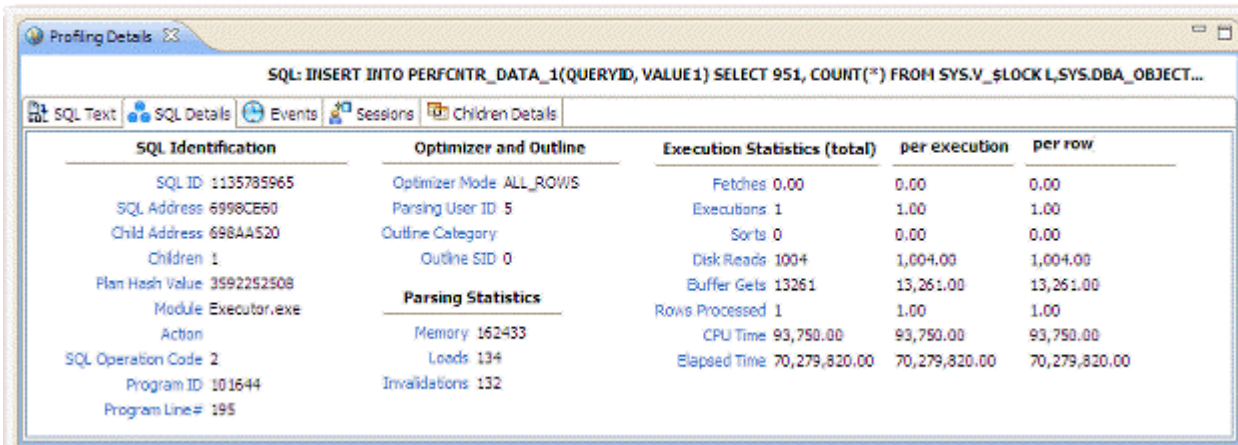 Profiling Details
SQL: INSERT INTO PERFCNTR_DATA_1(QUERYID, VALUE1) SELECT 951, COUNT(*) FROM SYS.V_$LOCK L,SYS.DBA_OBJECT...
SQL Text SQL Details Events Sessions Children Details
SQL Identification Optimizer and Outline Execution Statistics (total) per execution per row
SQL ID 1135785965 Optimizer Mode ALL_ROWS Fetches 0.00 0.00 0.00
SQL Address 6998CE60 Parsing User ID 5 Executions 1 1.00 1.00
Child Address 698AA520 Outline Category Sorts 0 0.00 0.00
Children 1 Outline SID 0 Disk Reads 1004 1,004.00 1,004.00
Plan Hash Value 3592252508 Parsing Statistics Buffer Gets 13261 13,261.00 13,261.00
Module Executor.exe Rows Processed 1 1.00 1.00
Action Memory 162433 CPU Time 93,750.00 93,750.00 93,750.00
SQL Operation Code 2 Loads 134 Elapsed Time 70,279,820.00 70,279,820.00 70,279,820.00
Program ID 101644 Invalidations 132
Program Line# 195